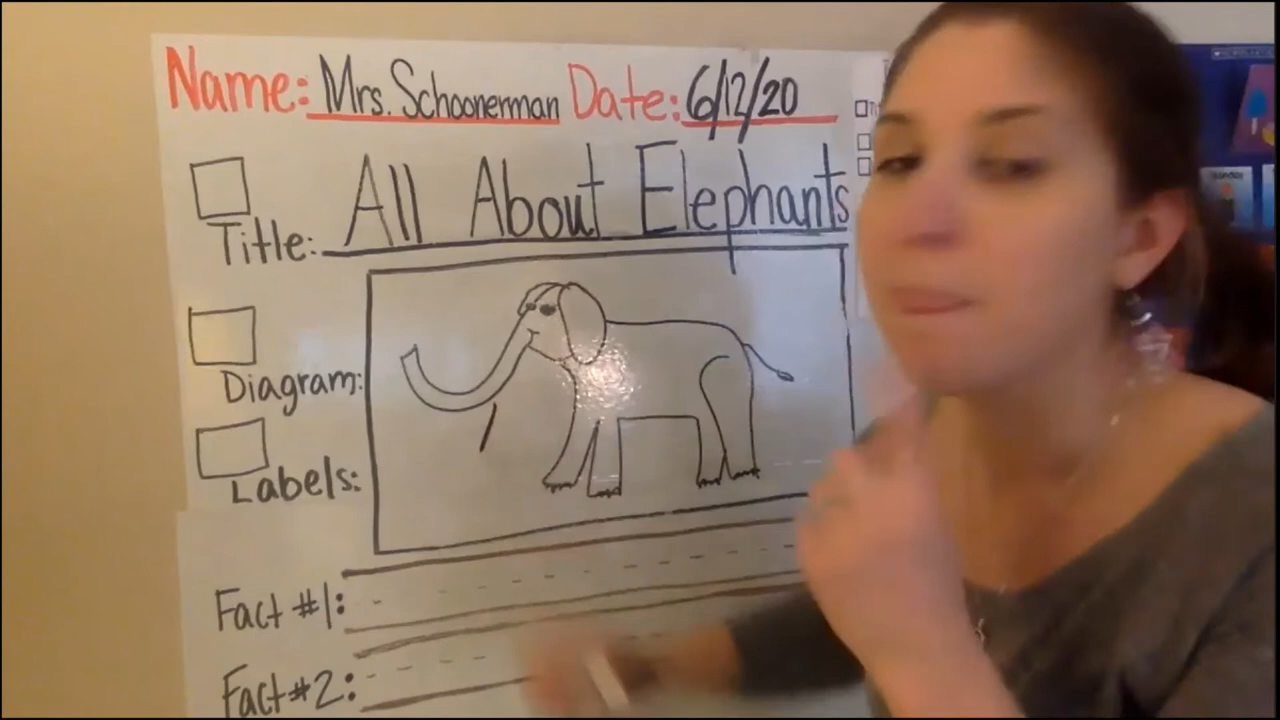 Name: Mrs. Schoonerman Date: 6/12/20
Title: All About Elephants
Diagram:
Labels:
Fact #1:
Fact #2: